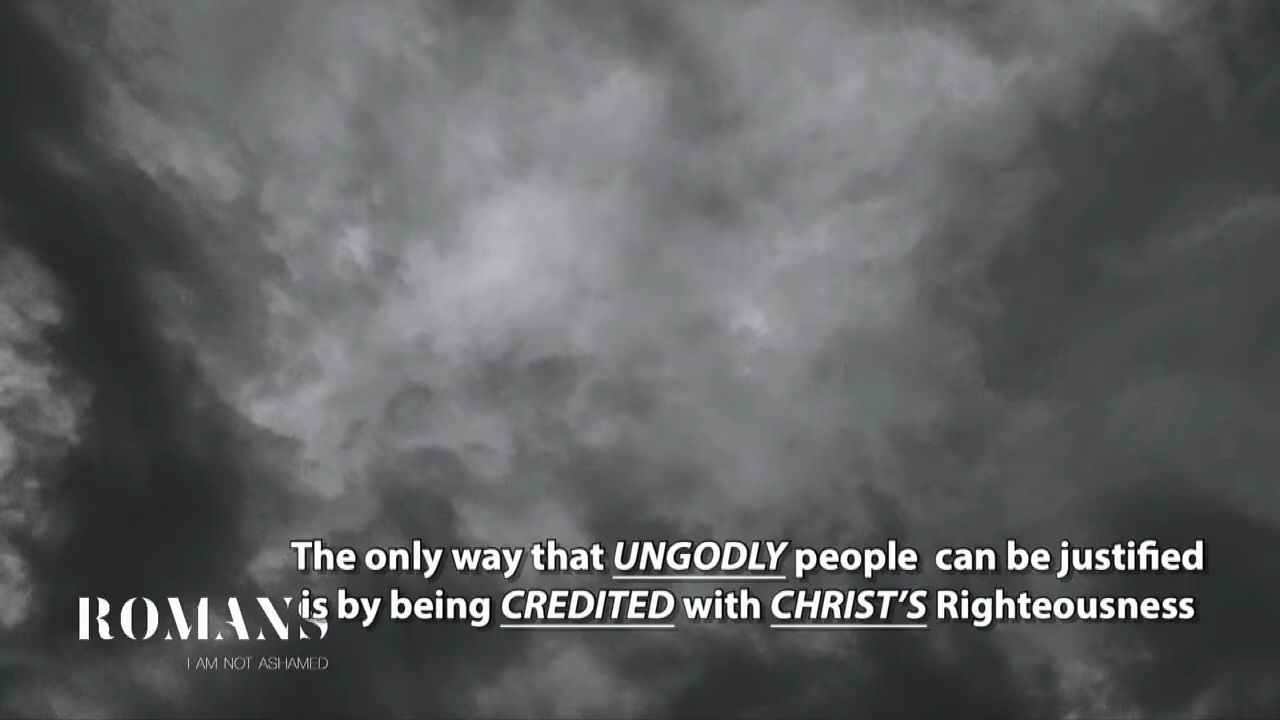 The only way that UNGODLY people can be justified
is by being CREDITED with CHRIST'S Righteousness
ROMANS
I AM NOT ASHAMED